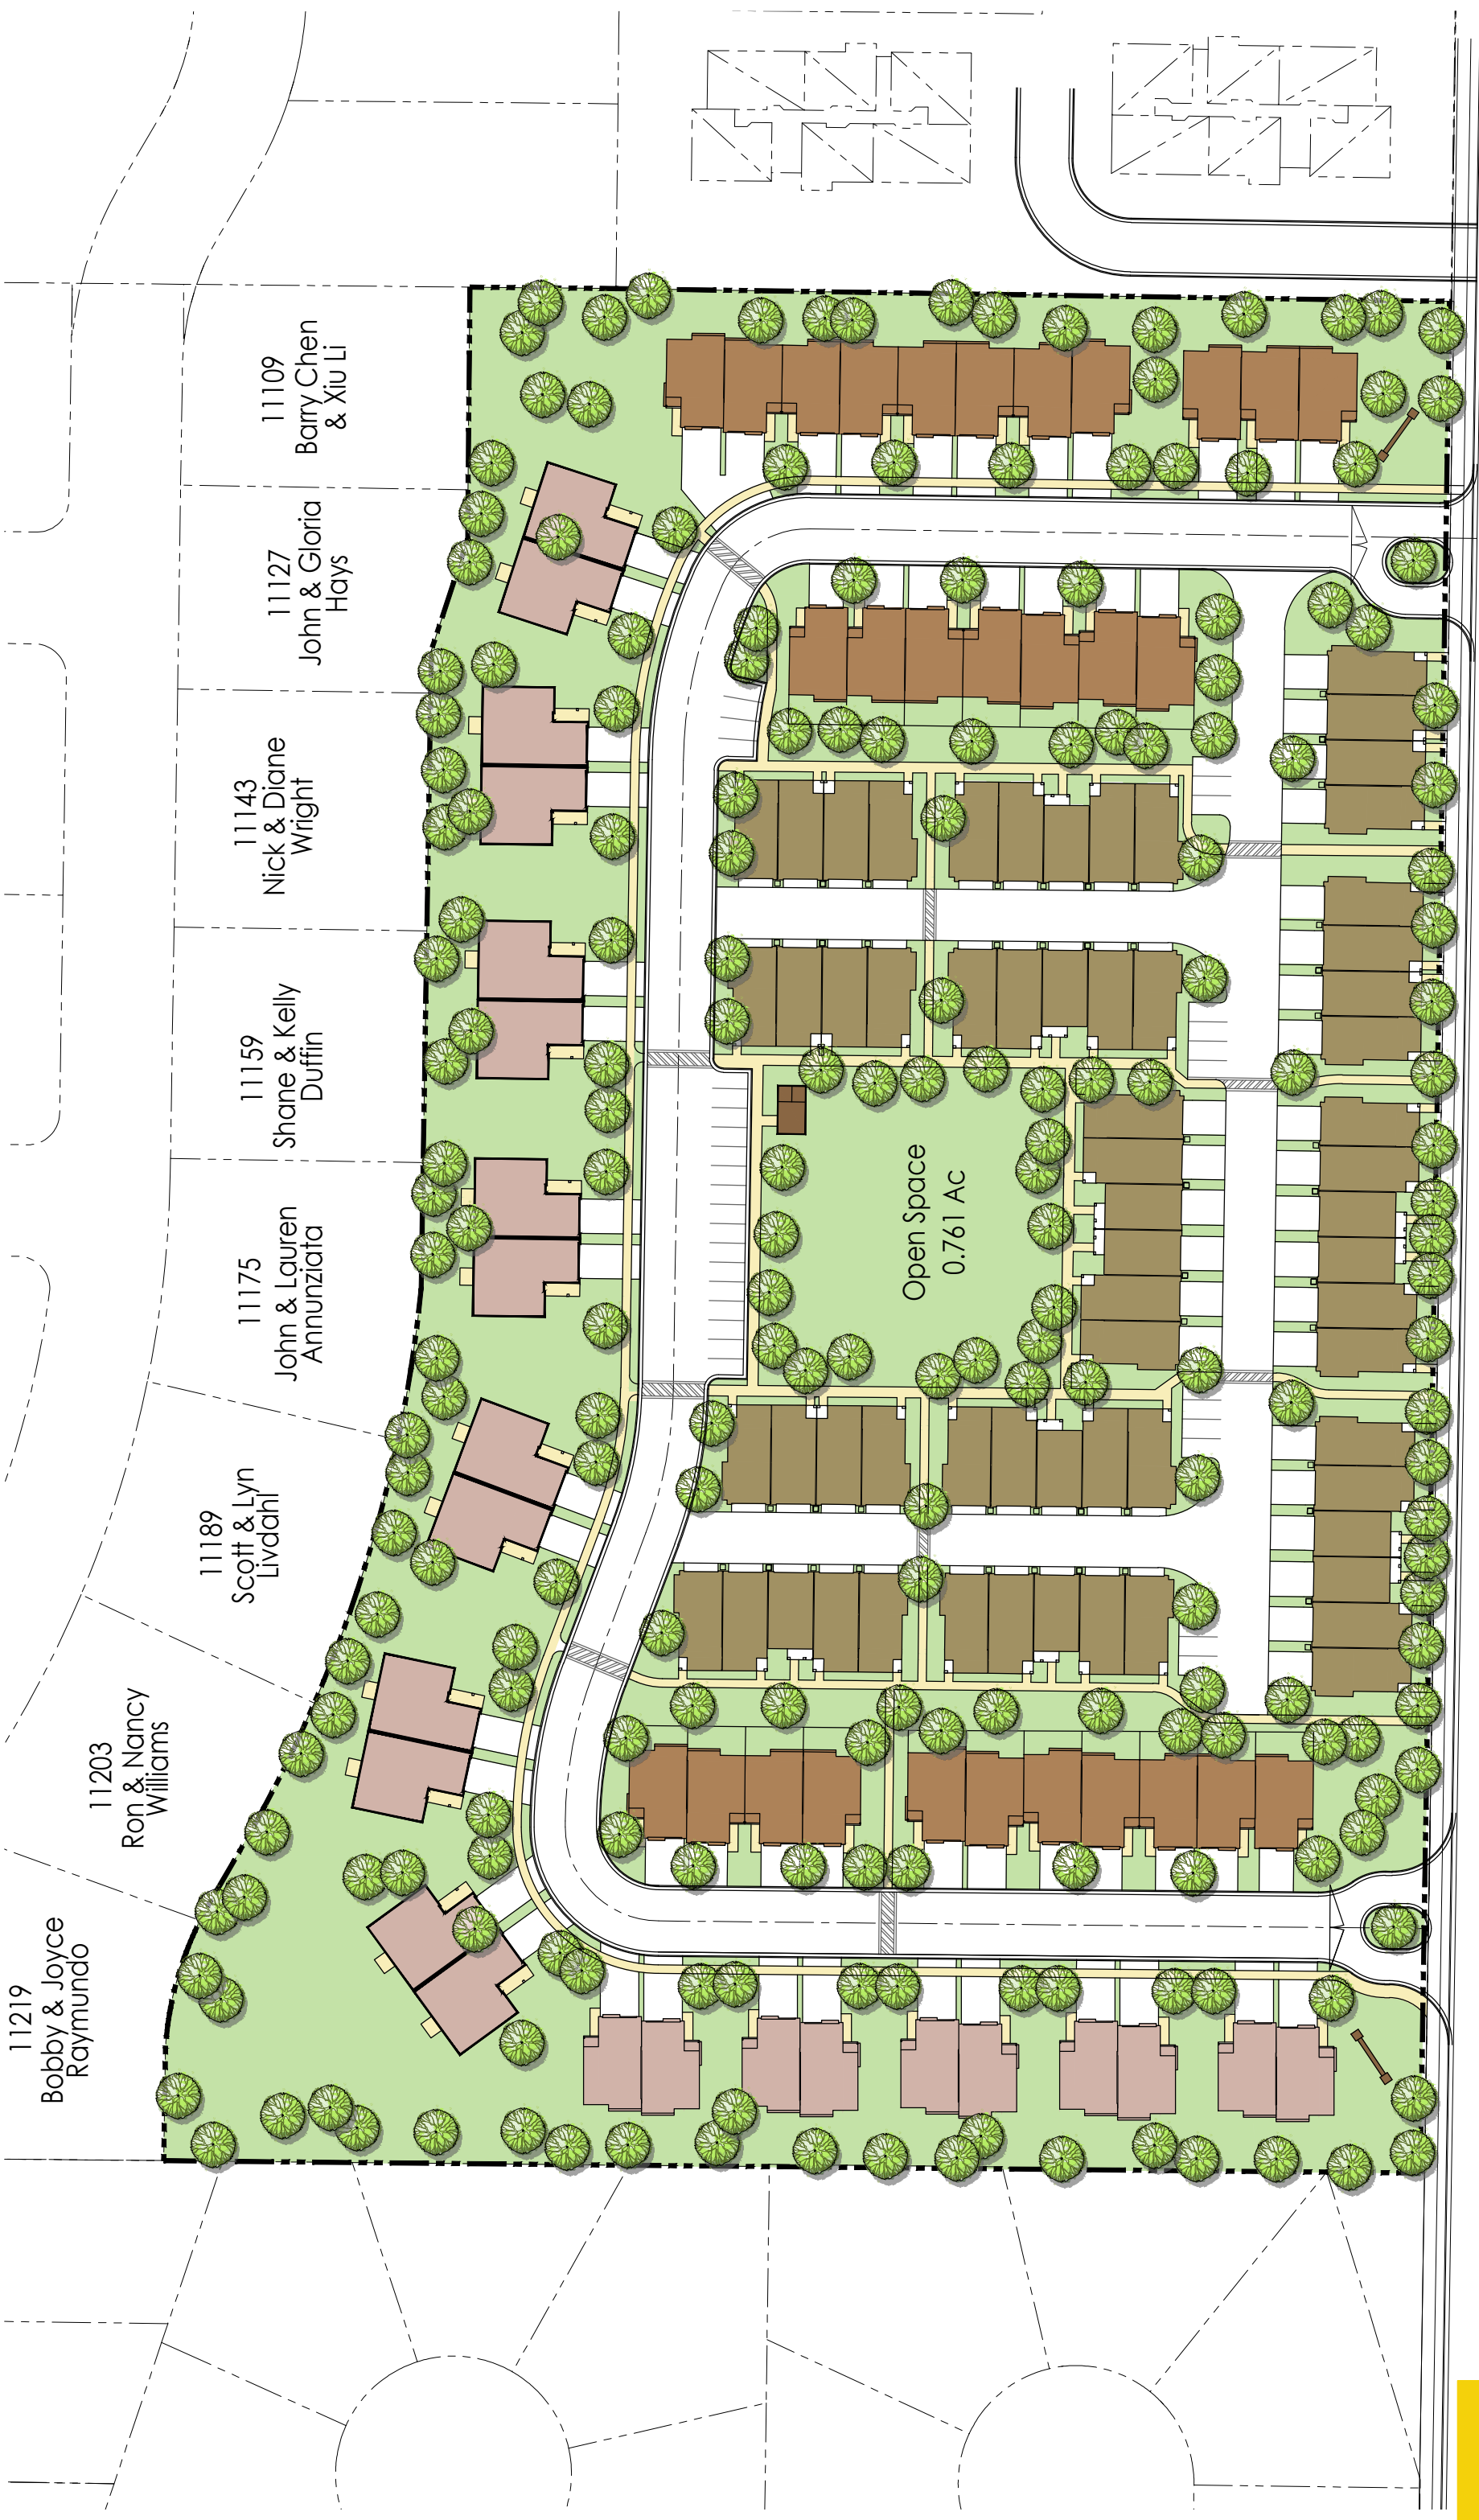 11109
Barry Chen
& Xiu Li
11127
John & Gloria
Hays
11143
Nick & Diane
Wright
11159
Shane & Kelly
Duffin
11175
John & Lauren
Annunziata
11189
Scott & Lyn
Livdahl
11203
Ron & Nancy
Williams
11219
Bobby & Joyce
Raymundo
Open Space
0.761 Ac